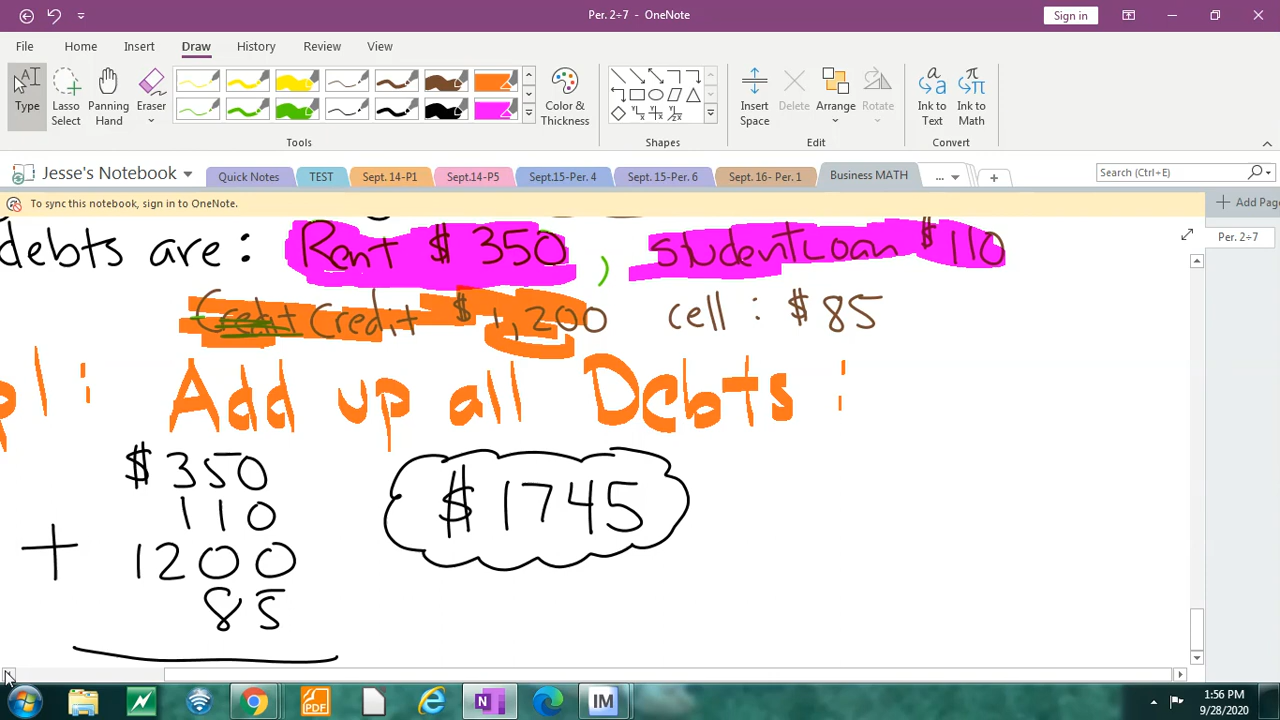 Per. 2÷7 - OneNote
Sign in
File Home Insert Draw History Review View
Type
Lasso Select
Panning Hand
Eraser
Color & Thickness
Insert Space
Delete
Arrange
Rotate
Ink to Text
Ink to Math
Tools Shapes Edit Convert
Jesse's Notebook
Quick Notes TEST Sept. 14-P1 Sept.14-P5 Sept.15-Per. 4 Sept. 15-Per. 6 Sept. 16- Per. 1 Business MATH ... +
Search (Ctrl+E)
To sync this notebook, sign in to OneNote.
Add Page
Per. 2÷7
debts are: Rent $ 350, student Loan $110
Credit $ 1,200 cell: $ 85
pl: Add up all Debts:
$ 350
110
+ 1200
85
$ 1745
PDF
N
IM
1:56 PM
9/28/2020